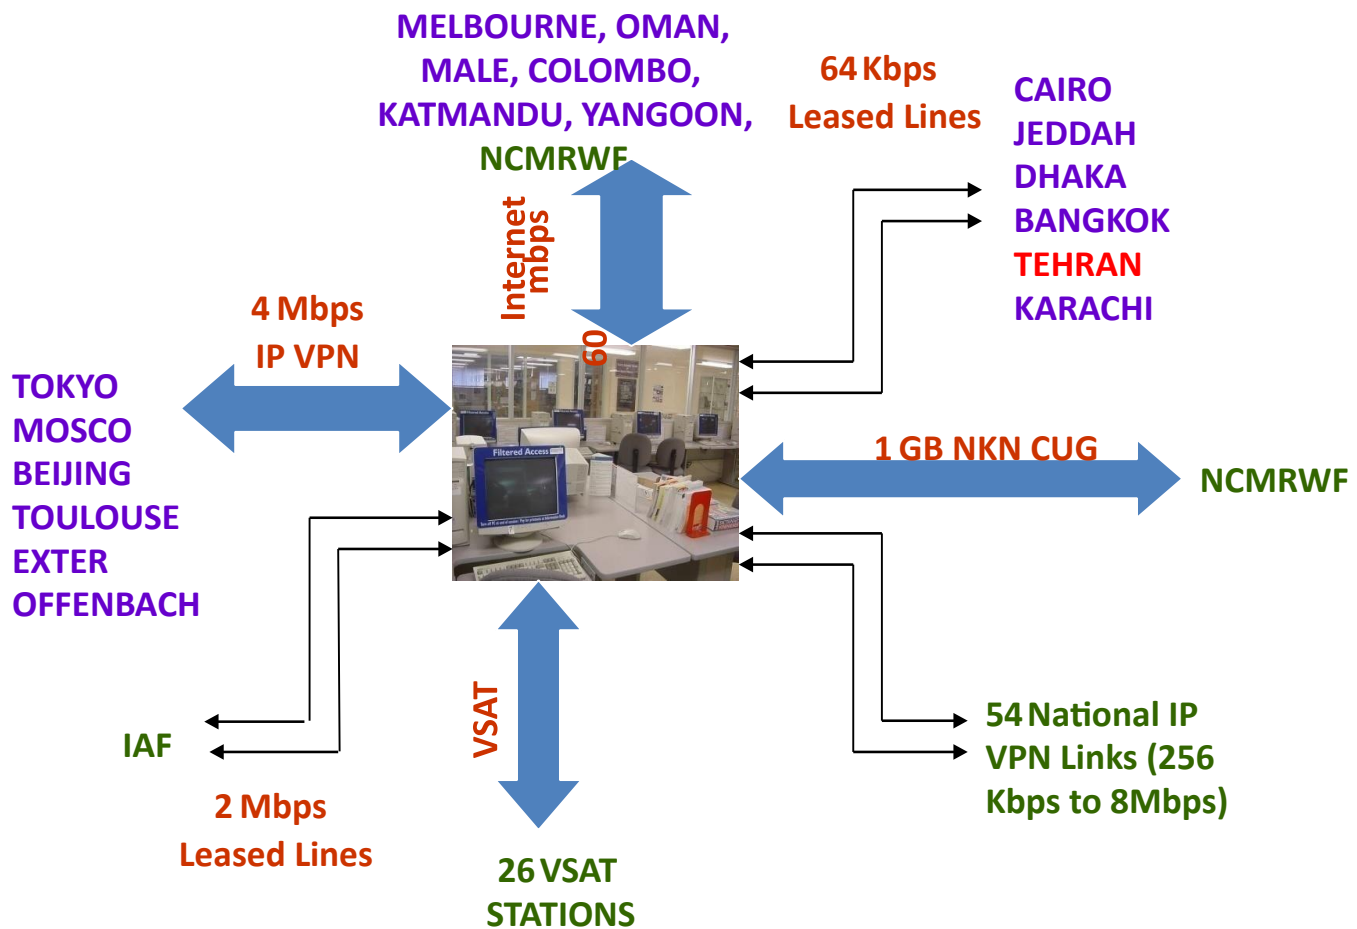 MELBOURNE, OMAN,
MALE, COLOMBO,
KATMANDU, YANGOON,
NCMRWF
64 Kbps
Leased Lines
CAIRO
JEDDAH
DHAKA
BANGKOK
TEHRAN
KARACHI
Internet
mbps
60
4 Mbps
IP VPN
TOKYO
MOSCO
BEIJING
TOULOUSE
EXTER
OFFENBACH
Filtered Access
1 GB NKN CUG
NCMRWF
IAF
2 Mbps
Leased Lines
VSAT
26 VSAT
STATIONS
54 National IP
VPN Links (256
Kbps to 8Mbps)